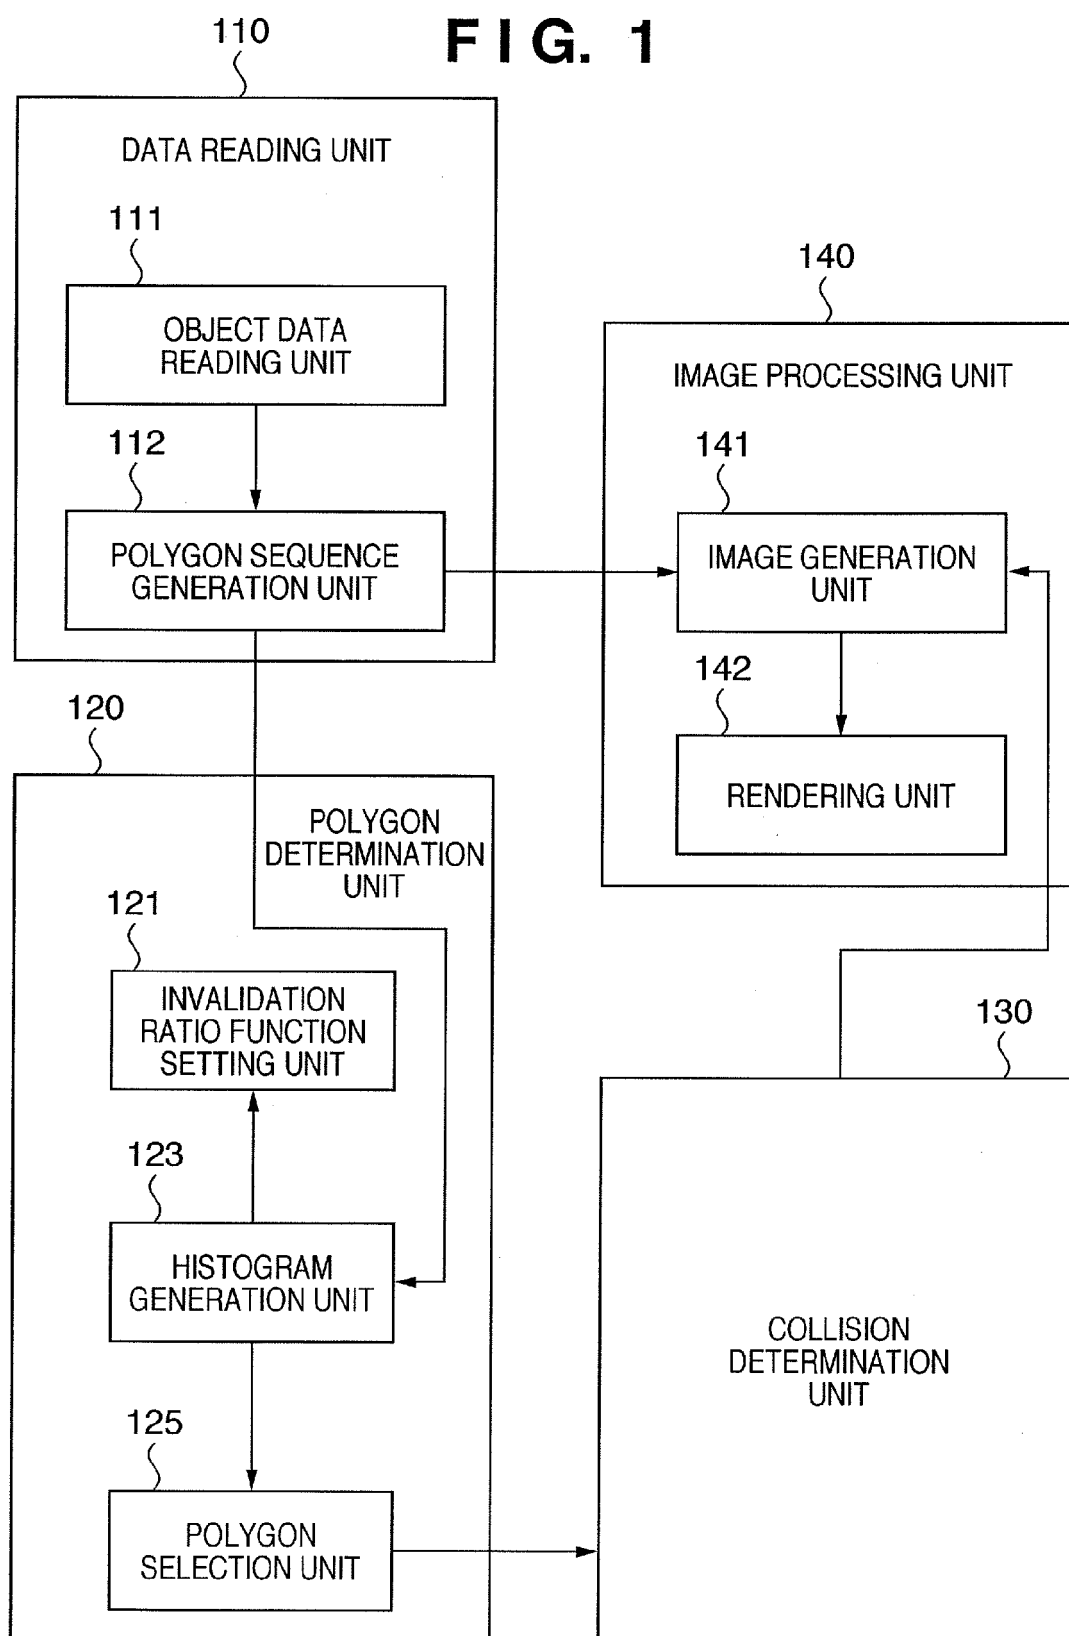 FIG. 1
110
DATA READING UNIT
111
OBJECT DATA
READING UNIT
112
POLYGON SEQUENCE
GENERATION UNIT
140
IMAGE PROCESSING UNIT
141
IMAGE GENERATION
UNIT
142
RENDERING UNIT
120
POLYGON
DETERMINATION
UNIT
121
INVALIDATION
RATIO FUNCTION
SETTING UNIT
123
HISTOGRAM
GENERATION UNIT
125
POLYGON
SELECTION UNIT
130
COLLISION
DETERMINATION
UNIT